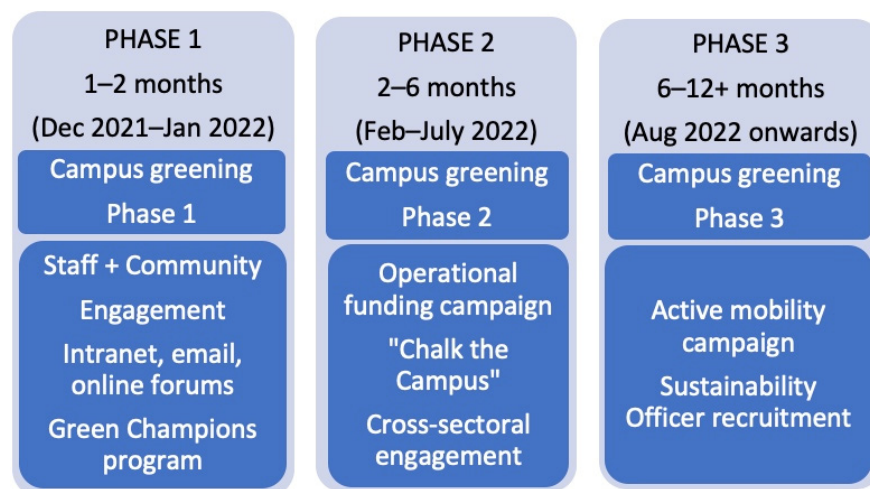 PHASE 1
1–2 months
(Dec 2021–Jan 2022)
Campus greening
Phase 1
Staff + Community
Engagement
Intranet, email,
online forums
Green Champions
program
PHASE 2
2–6 months
(Feb–July 2022)
Campus greening
Phase 2
Operational
funding campaign
"Chalk the
Campus"
Cross-sectoral
engagement
PHASE 3
6–12+ months
(Aug 2022 onwards)
Campus greening
Phase 3
Active mobility
campaign
Sustainability
Officer recruitment